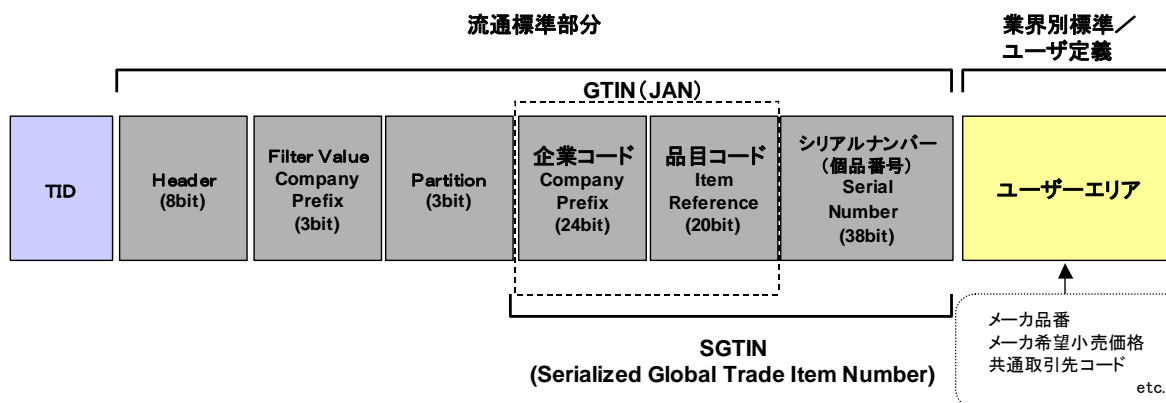 流通標準部分
業界別標準／
ユーザ定義
GTIN（JAN）
TID
Header
(8bit)
Filter Value
Company
Prefix
(3bit)
Partition
(3bit)
企業コード
Company
Prefix
(24bit)
品目コード
Item
Reference
(20bit)
シリアルナンバー
（個品番号）
Serial
Number
(38bit)
ユーザーエリア
SGTIN
(Serialized Global Trade Item Number)
メーカ品番
メーカ希望小売価格
共通取引先コード
etc.